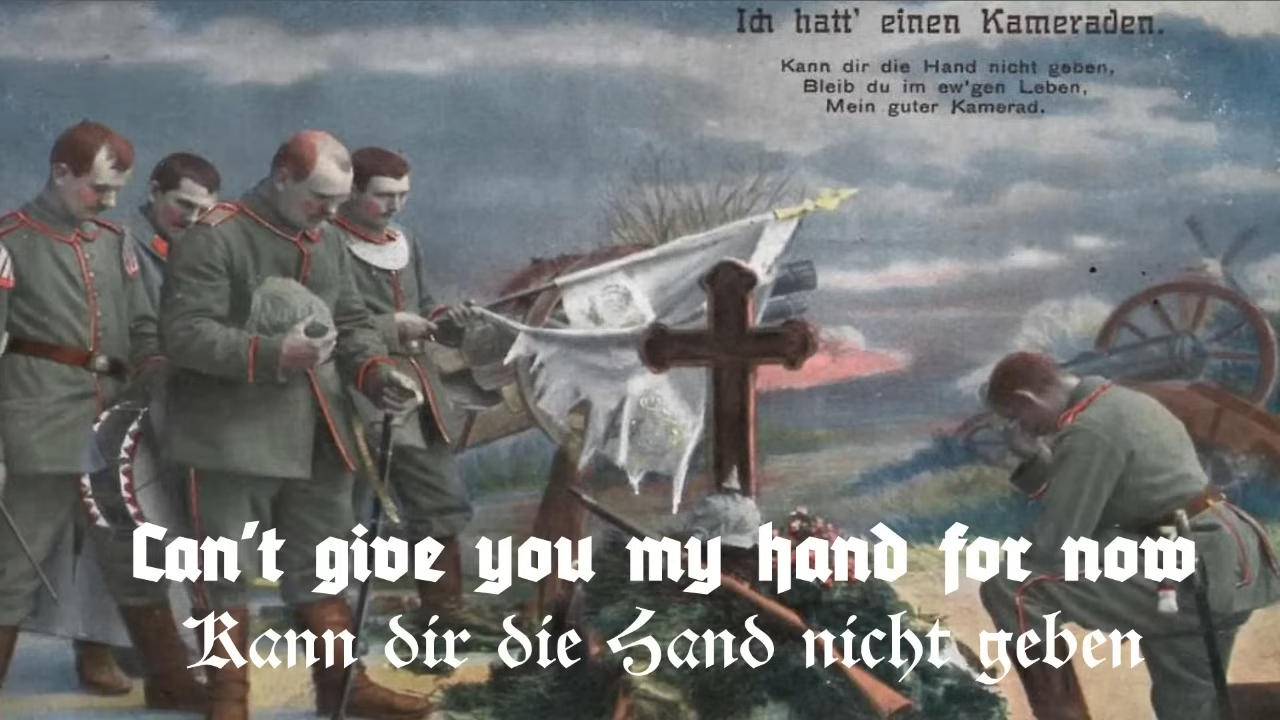 Ich hatt' einen Kameraden.
Kann dir die Hand nicht geben,
Bleib du im ew'gen Leben,
Mein guter Kamerad.
Can't give you my hand for now
Kann dir die Hand nicht geben